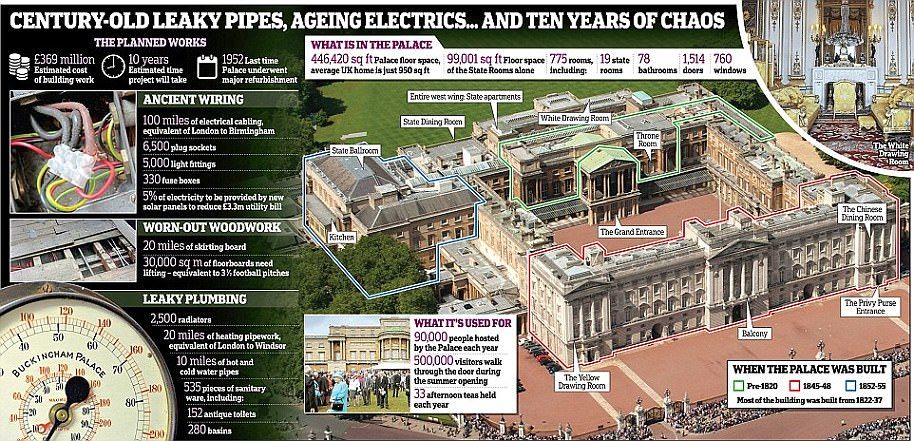 CENTURY-OLD LEAKY PIPES, AGEING ELECTRICS... AND TEN YEARS OF CHAOS
THE PLANNED WORKS
£369 million
Estimated cost
of building work
10 years
Estimated time
project will take
1952 Last time
Palace underwent
major refurbishment
WHAT IS IN THE PALACE
446,420 sq ft Palace floor space,
average UK home is just 950 sq ft
99,001 sq ft Floor space
of the State Rooms alone
775 rooms,
including:
19 state
rooms
78
bathrooms
1,514
doors
760
windows
ANCIENT WIRING
100 miles of electrical cabling,
equivalent of London to Birmingham
6,500 plug sockets
5,000 light fittings
330 fuse boxes
5% of electricity to be provided by new
solar panels to reduce £3.3m utility bill
WORN-OUT WOODWORK
20 miles of skirting board
30,000 sq m of floorboards need
lifting – equivalent to 3½ football pitches
LEAKY PLUMBING
2,500 radiators
20 miles of heating pipework,
equivalent of London to Windsor
10 miles of hot and
cold water pipes
535 pieces of sanitary
ware, including:
152 antique toilets
280 basins
BUCKINGHAM PALACE
Entire west wing: State apartments
State Dining Room
White Drawing Room
Throne
Room
State Ballroom
Kitchen
The Grand Entrance
The White
Drawing
Room
The Chinese
Dining Room
The Privy Purse
Entrance
Balcony
The Yellow
Drawing Room
WHAT IT'S USED FOR
90,000 people hosted
by the Palace each year
500,000 visitors walk
through the door during
the summer opening
33 afternoon teas held
each year
WHEN THE PALACE WAS BUILT
Pre-1820
1845-48
1852-55
Most of the building was built from 1822-37